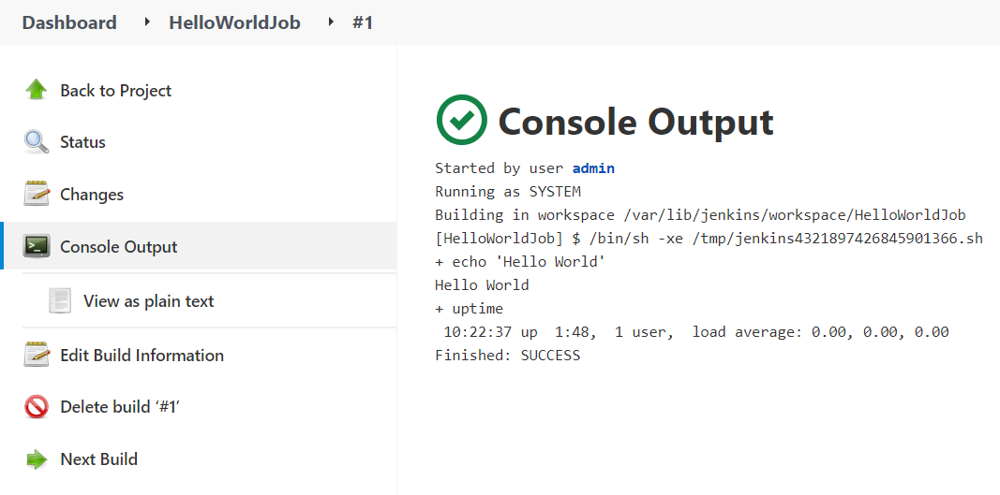 Dashboard HelloWorldJob #1
Back to Project
Status
Changes
Console Output
View as plain text
Edit Build Information
Delete build ‘#1’
Next Build
Console Output
Started by user admin
Running as SYSTEM
Building in workspace /var/lib/jenkins/workspace/HelloWorldJob
[HelloWorldJob] $ /bin/sh -xe /tmp/jenkins4321897426845901366.sh
+ echo 'Hello World'
Hello World
+ uptime
 10:22:37 up  1:48,  1 user,  load average: 0.00, 0.00, 0.00
Finished: SUCCESS